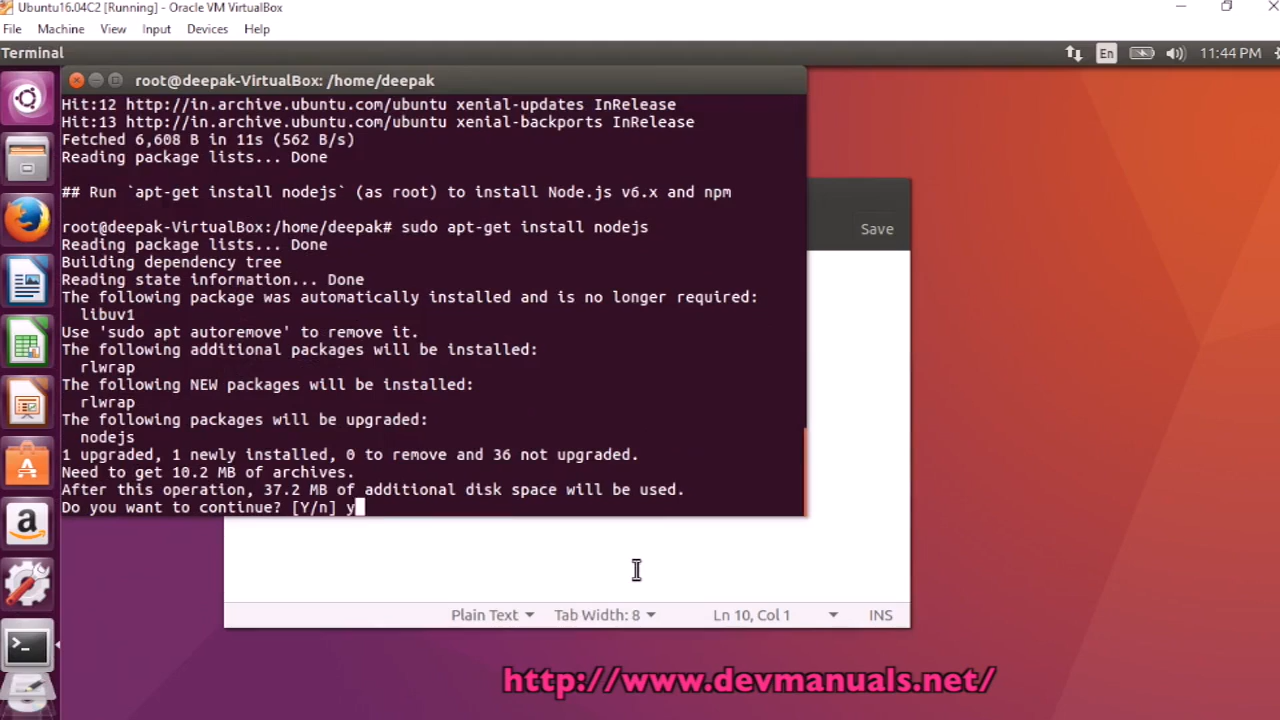 Ubuntu16.04C2 [Running] - Oracle VM VirtualBox
File Machine View Input Devices Help
Terminal En 11:44 PM
root@deepak-VirtualBox: /home/deepak
Hit:12 http://in.archive.ubuntu.com/ubuntu xenial-updates InRelease
Hit:13 http://in.archive.ubuntu.com/ubuntu xenial-backports InRelease
Fetched 6,608 B in 11s (562 B/s)
Reading package lists... Done
## Run `apt-get install nodejs` (as root) to install Node.js v6.x and npm
root@deepak-VirtualBox:/home/deepak# sudo apt-get install nodejs
Reading package lists... Done
Building dependency tree
Reading state information... Done
The following package was automatically installed and is no longer required:
libuv1
Use 'sudo apt autoremove' to remove it.
The following additional packages will be installed:
rlwrap
The following NEW packages will be installed:
rlwrap
The following packages will be upgraded:
nodejs
1 upgraded, 1 newly installed, 0 to remove and 36 not upgraded.
Need to get 10.2 MB of archives.
After this operation, 37.2 MB of additional disk space will be used.
Do you want to continue? [Y/n] y
Save
Plain Text Tab Width: 8 Ln 10, Col 1 INS
http://www.devmanuals.net/